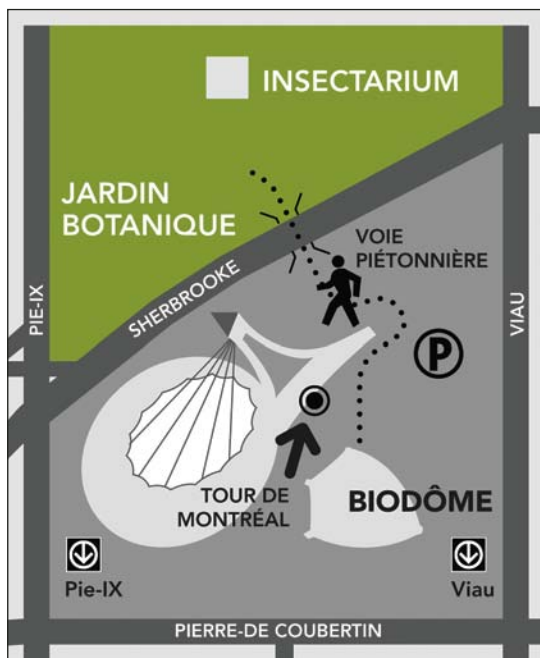 INSECTARIUM
JARDIN
BOTANIQUE
VOIE
PIÉTONNIÈRE
SHERBROOKE
PIE-IX
VIAU
P
TOUR DE
MONTRÉAL
BIODÔME
Pie-IX
Viau
PIERRE-DE COUBERTIN